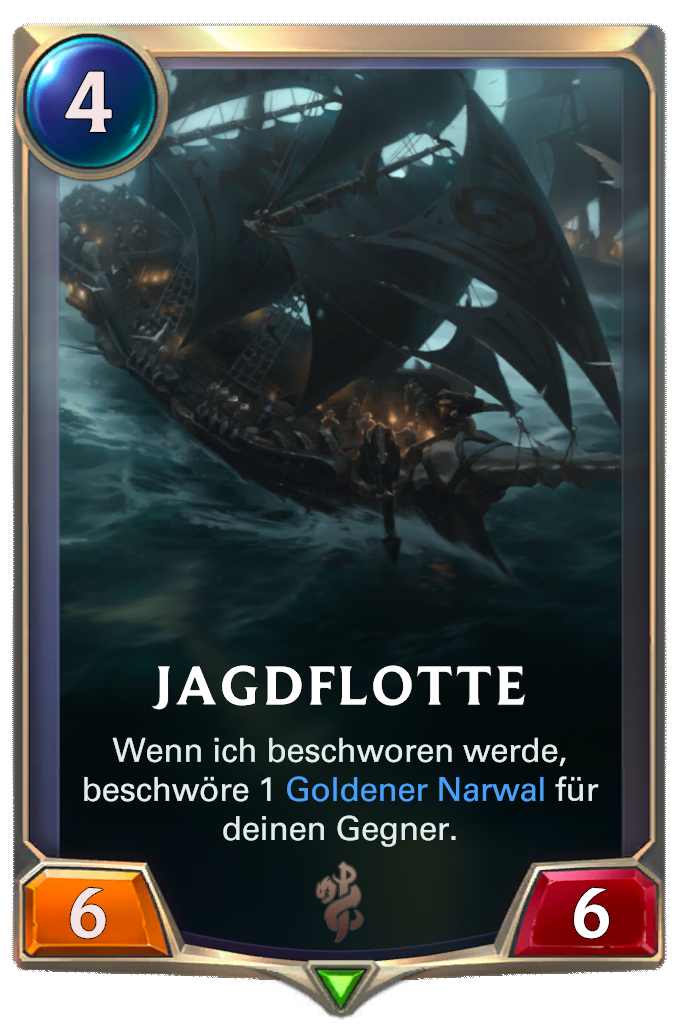 4
JAGDFLOTTE
Wenn ich beschworen werde,
beschwöre 1 Goldener Narwal für
deinen Gegner.
6
6